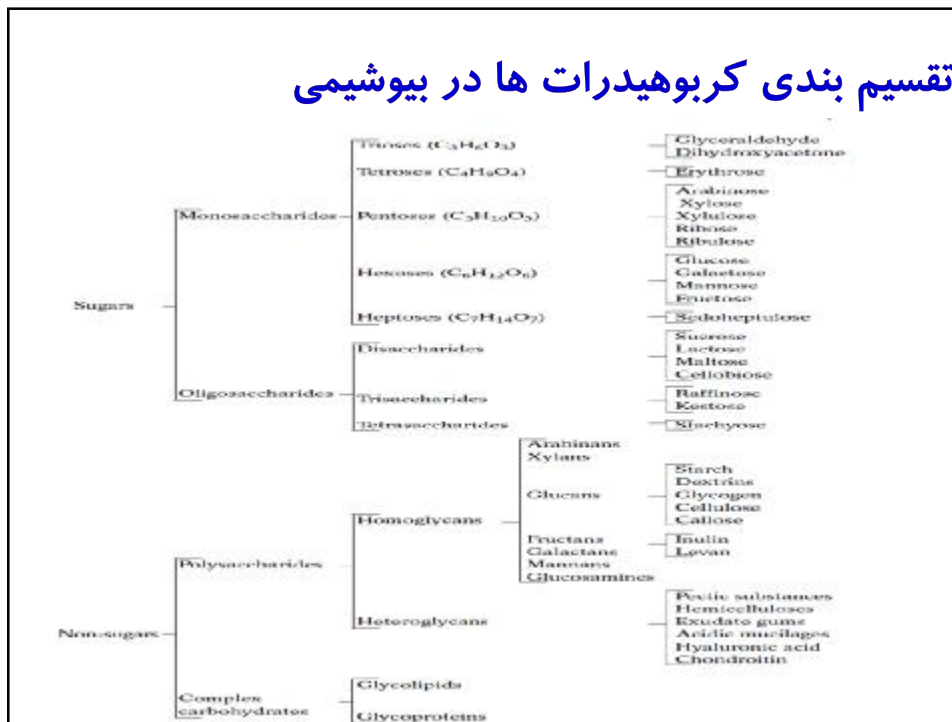 تقسیم بندی کربوهیدرات ها در بیوشیمی
Trioses (C3H6O3)
Glyceraldehyde
Dihydroxyacetone
Tetroses (C4H8O4)
Erythrose
Monosaccharides
Pentoses (C5H10O5)
Arabinose
Xylose
Xylulose
Ribose
Ribulose
Hexoses (C6H12O6)
Glucose
Galactose
Mannose
Fructose
Sugars
Heptoses (C7H14O7)
Sedoheptulose
Disaccharides
Sucrose
Lactose
Maltose
Cellobiose
Oligosaccharides
Trisaccharides
Raffinose
Kestose
Tetrasaccharides
Stachyose
Arabinans
Xylans
Glucans
Starch
Dextrins
Glycogen
Cellulose
Callose
Homoglycans
Fructans
Inulin
Levan
Galactans
Mannans
Glucosamines
Polysaccharides
Heteroglycans
Pectic substances
Hemicelluloses
Exudate gums
Acidic mucilages
Hyaluronic acid
Chondroitin
Non-sugars
Complex
carbohydrates
Glycolipids
Glycoproteins